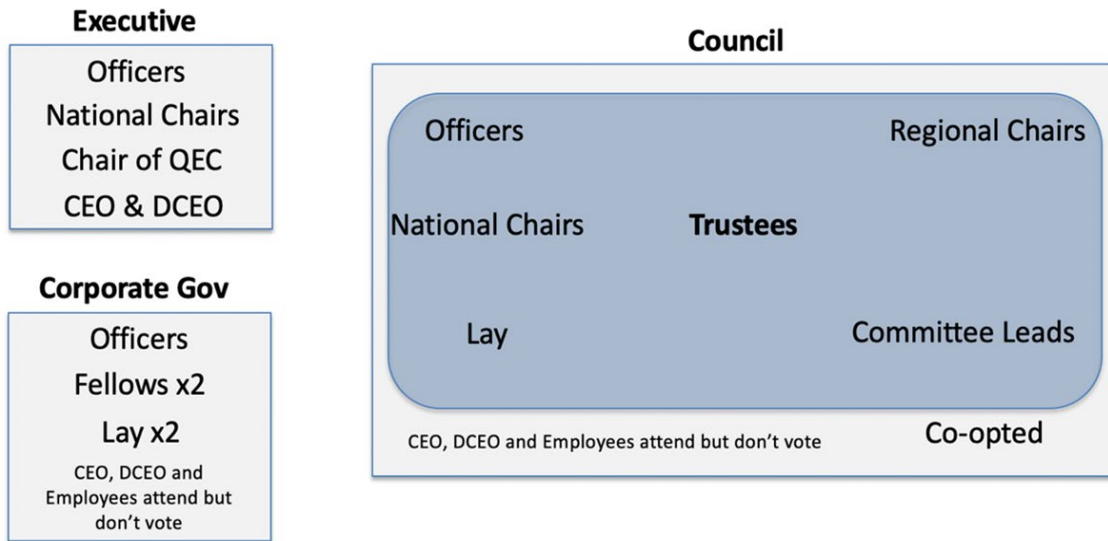 Executive
Officers
National Chairs
Chair of QEC
CEO & DCEO
Corporate Gov
Officers
Fellows x2
Lay x2
CEO, DCEO and
Employees attend but
don't vote
Council
Officers
Regional Chairs
National Chairs
Trustees
Lay
Committee Leads
CEO, DCEO and Employees attend but don't vote
Co-opted